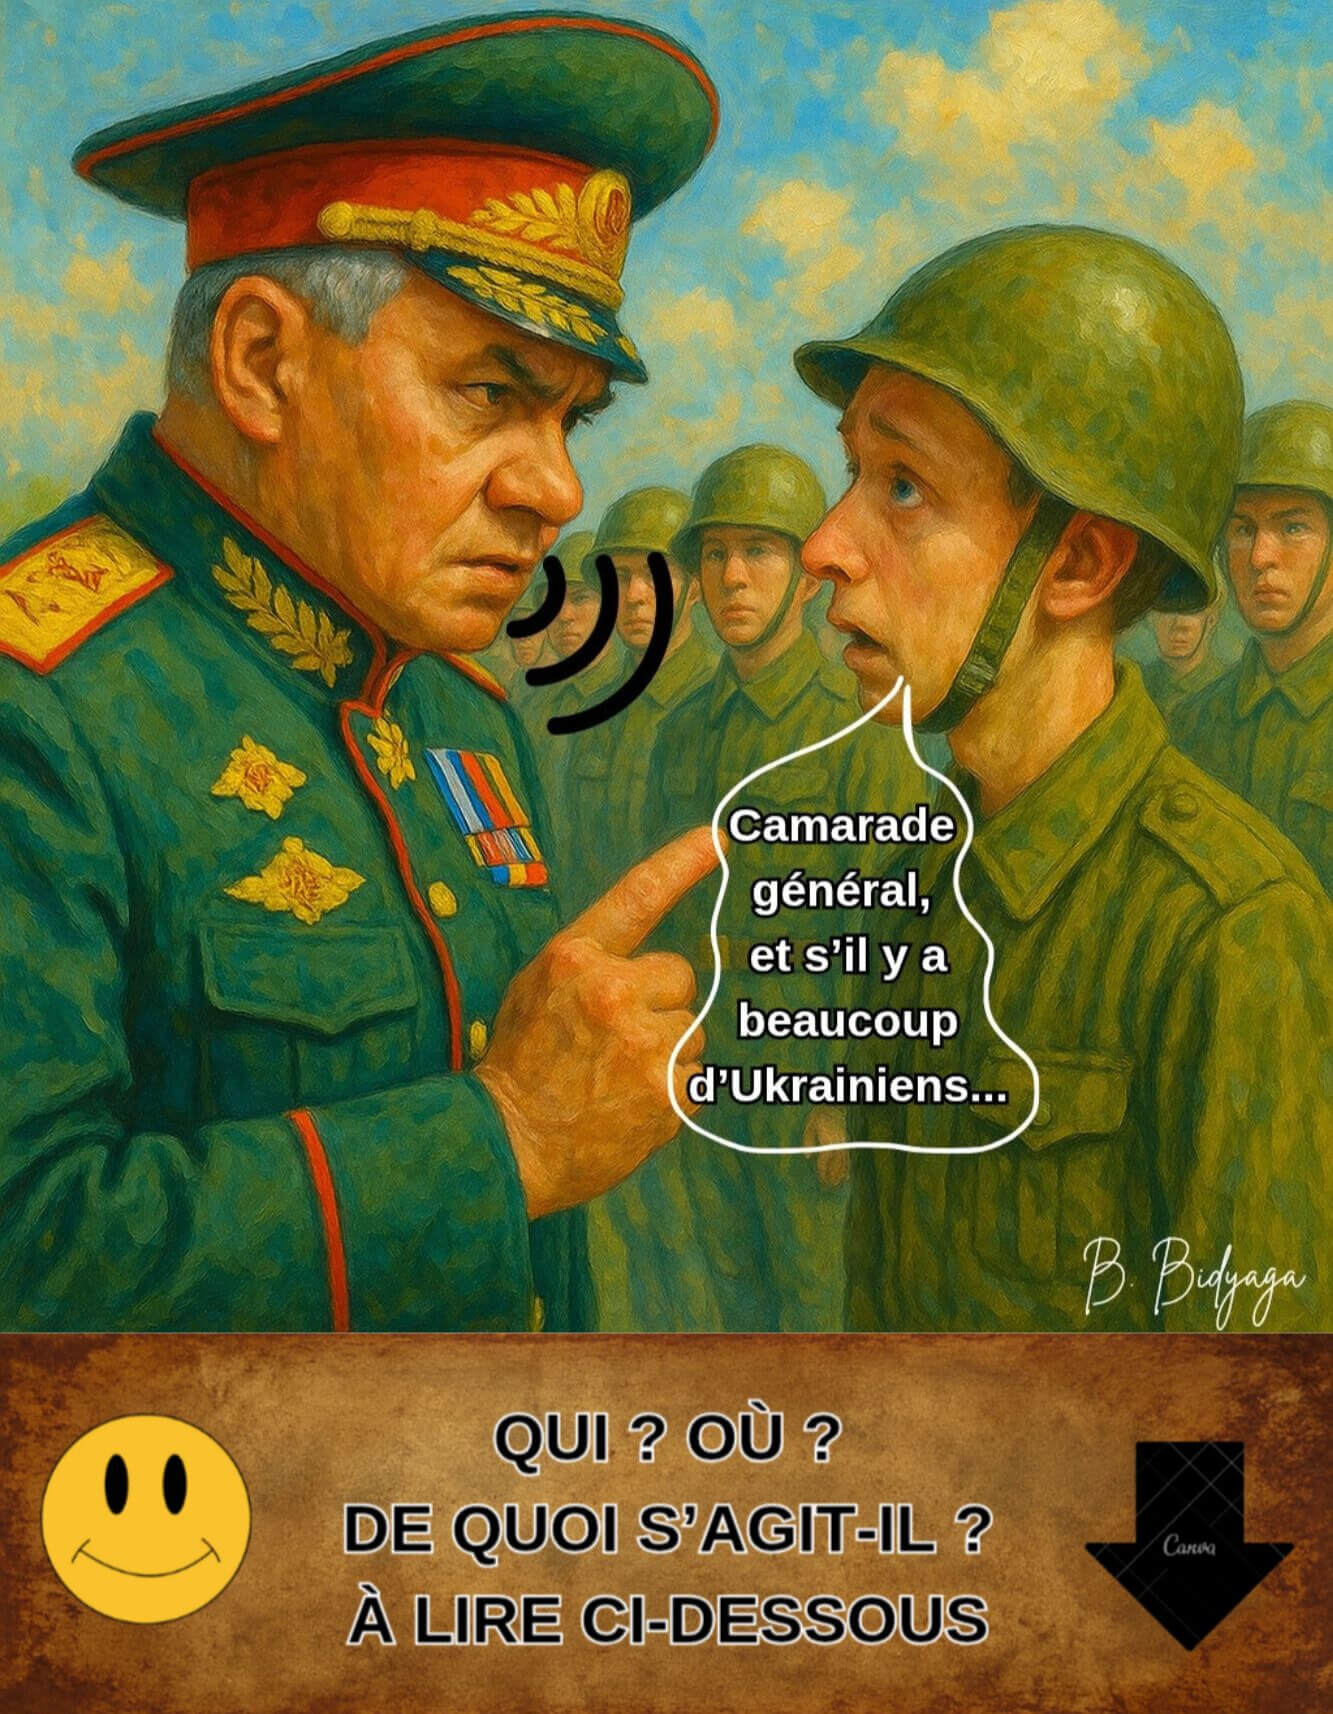 Camarade
général,
et s’il y a
beaucoup
d’Ukrainiens...
B. Bidyaga
QUI ? OÙ ?
DE QUOI S’AGIT-IL ?
À LIRE CI-DESSOUS
Canva